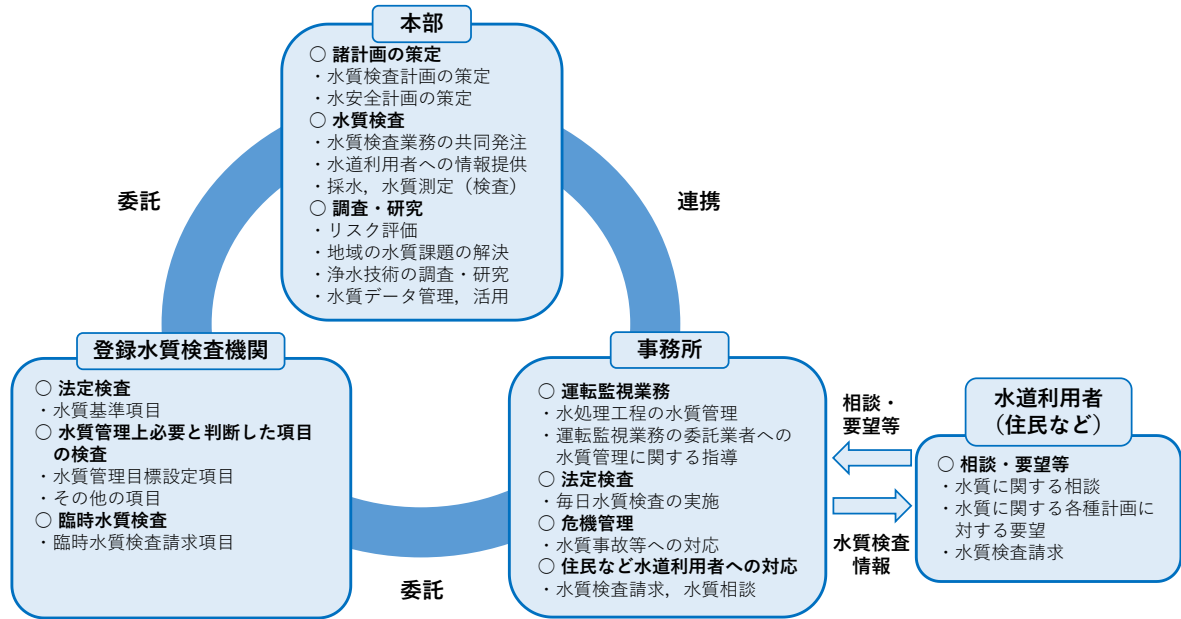 本部
○ 諸計画の策定
・水質検査計画の策定
・水安全計画の策定
○ 水質検査
・水質検査業務の共同発注
・水道利用者への情報提供
・採水，水質測定（検査）
○ 調査・研究
・リスク評価
・地域の水質課題の解決
・浄水技術の調査・研究
・水質データ管理，活用
委託
連携
登録水質検査機関
○ 法定検査
・水質基準項目
○ 水質管理上必要と判断した項目
の検査
・水質管理目標設定項目
・その他の項目
○ 臨時水質検査
・臨時水質検査請求項目
委託
事務所
○ 運転監視業務
・水処理工程の水質管理
・運転監視業務の委託業者への
水質管理に関する指導
○ 法定検査
・毎日水質検査の実施
○ 危機管理
・水質事故等への対応
○ 住民など水道利用者への対応
・水質検査請求，水質相談
相談・
要望等
水質検査
情報
水道利用者
（住民など）
○ 相談・要望等
・水質に関する相談
・水質に関する各種計画に
対する要望
・水質検査請求